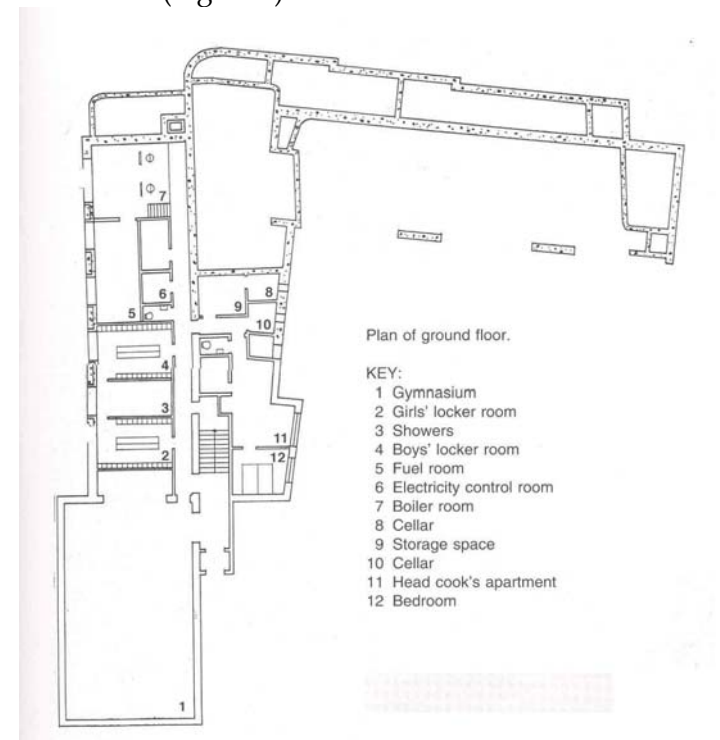 7
6
8
9
5
10
4
3
11
12
2
1
Plan of ground floor.
KEY:
1 Gymnasium
2 Girls' locker room
3 Showers
4 Boys' locker room
5 Fuel room
6 Electricity control room
7 Boiler room
8 Cellar
9 Storage space
10 Cellar
11 Head cook's apartment
12 Bedroom